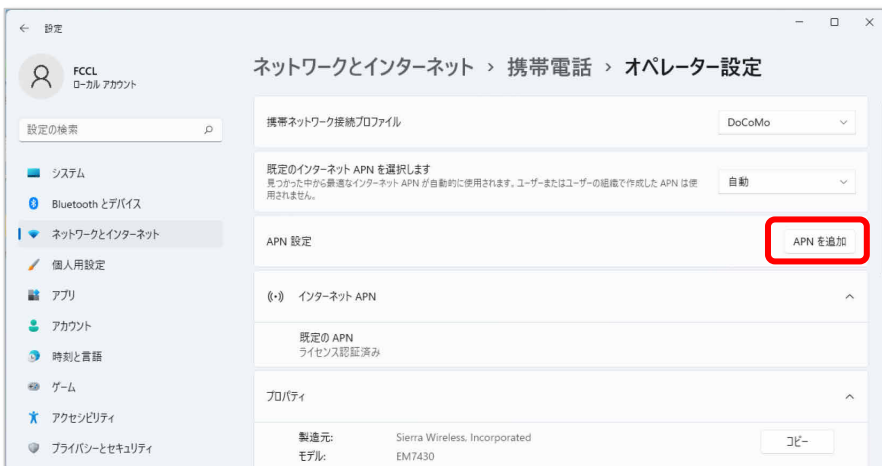 ← 設定
FCCL
ローカル アカウント
設定の検索
システム
Bluetooth とデバイス
ネットワークとインターネット
個人用設定
アプリ
アカウント
時刻と言語
ゲーム
アクセシビリティ
プライバシーとセキュリティ
ネットワークとインターネット › 携帯電話 › オペレーター設定
携帯ネットワーク接続プロファイル
DoCoMo
既定のインターネット APN を選択します
見つかった中から最適なインターネット APN が自動的に使用されます。ユーザーまたはユーザーの組織で作成した APN は使
用されません。
自動
APN 設定
APN を追加
インターネット APN
既定の APN
ライセンス認証済み
プロパティ
製造元: Sierra Wireless, Incorporated
モデル: EM7430
コピー